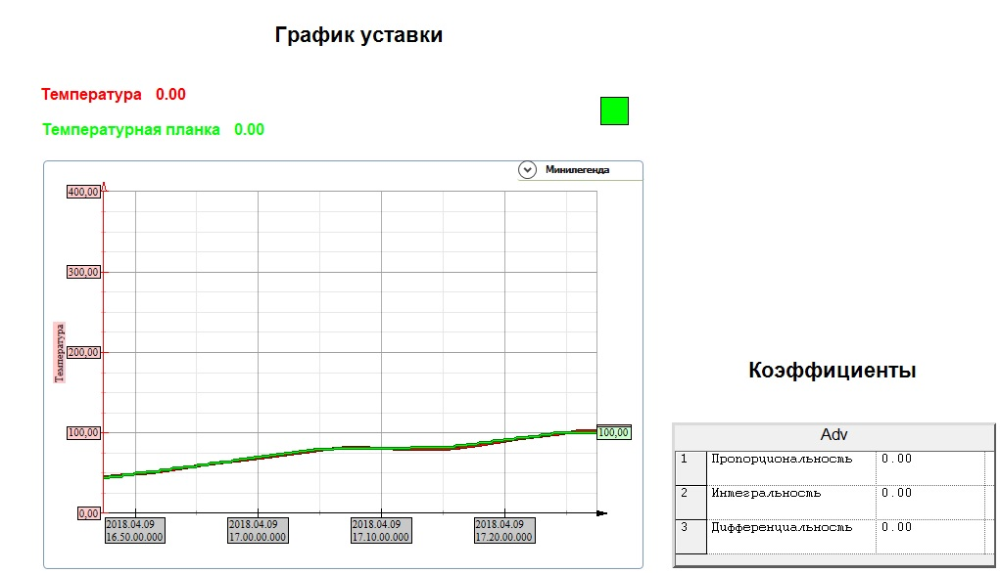 График уставки
Температура 0.00
Температурная планка 0.00
Минилегенда
400,00
300,00
200,00
100,00
0,00
Температура
100,00
2018.04.09
16.50.00.000
2018.04.09
17.00.00.000
2018.04.09
17.10.00.000
2018.04.09
17.20.00.000
Коэффициенты
Adv
1 Пропорциональность 0.00
2 Интегральность 0.00
3 Дифференциальность 0.00